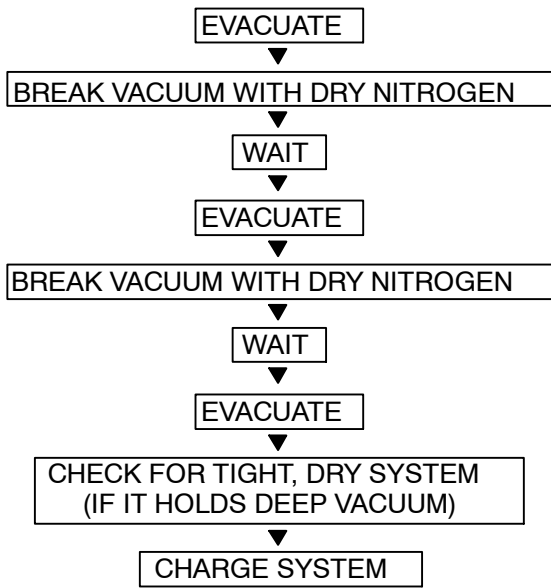 EVACUATE
BREAK VACUUM WITH DRY NITROGEN
WAIT
EVACUATE
BREAK VACUUM WITH DRY NITROGEN
WAIT
EVACUATE
CHECK FOR TIGHT, DRY SYSTEM
(IF IT HOLDS DEEP VACUUM)
CHARGE SYSTEM